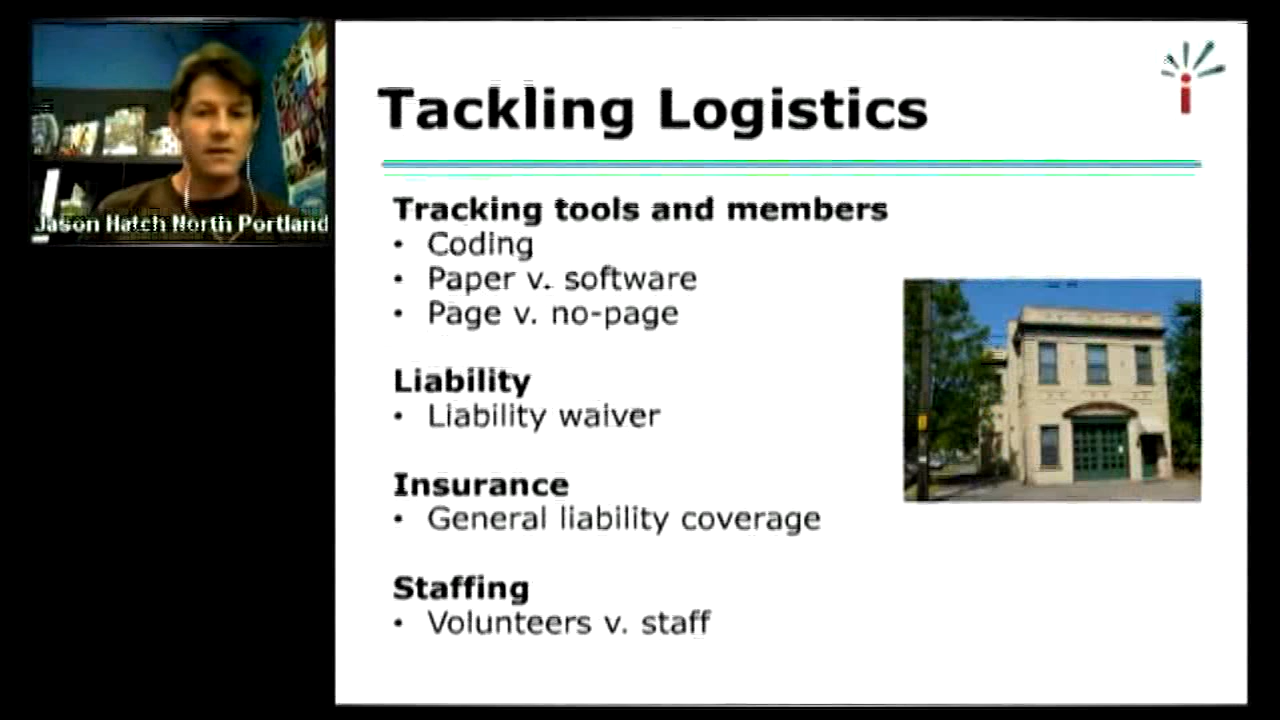 Tackling Logistics
Jason Hatch North Portland
Tracking tools and members
• Coding
• Paper v. software
• Page v. no-page
Liability
• Liability waiver
Insurance
• General liability coverage
Staffing
• Volunteers v. staff